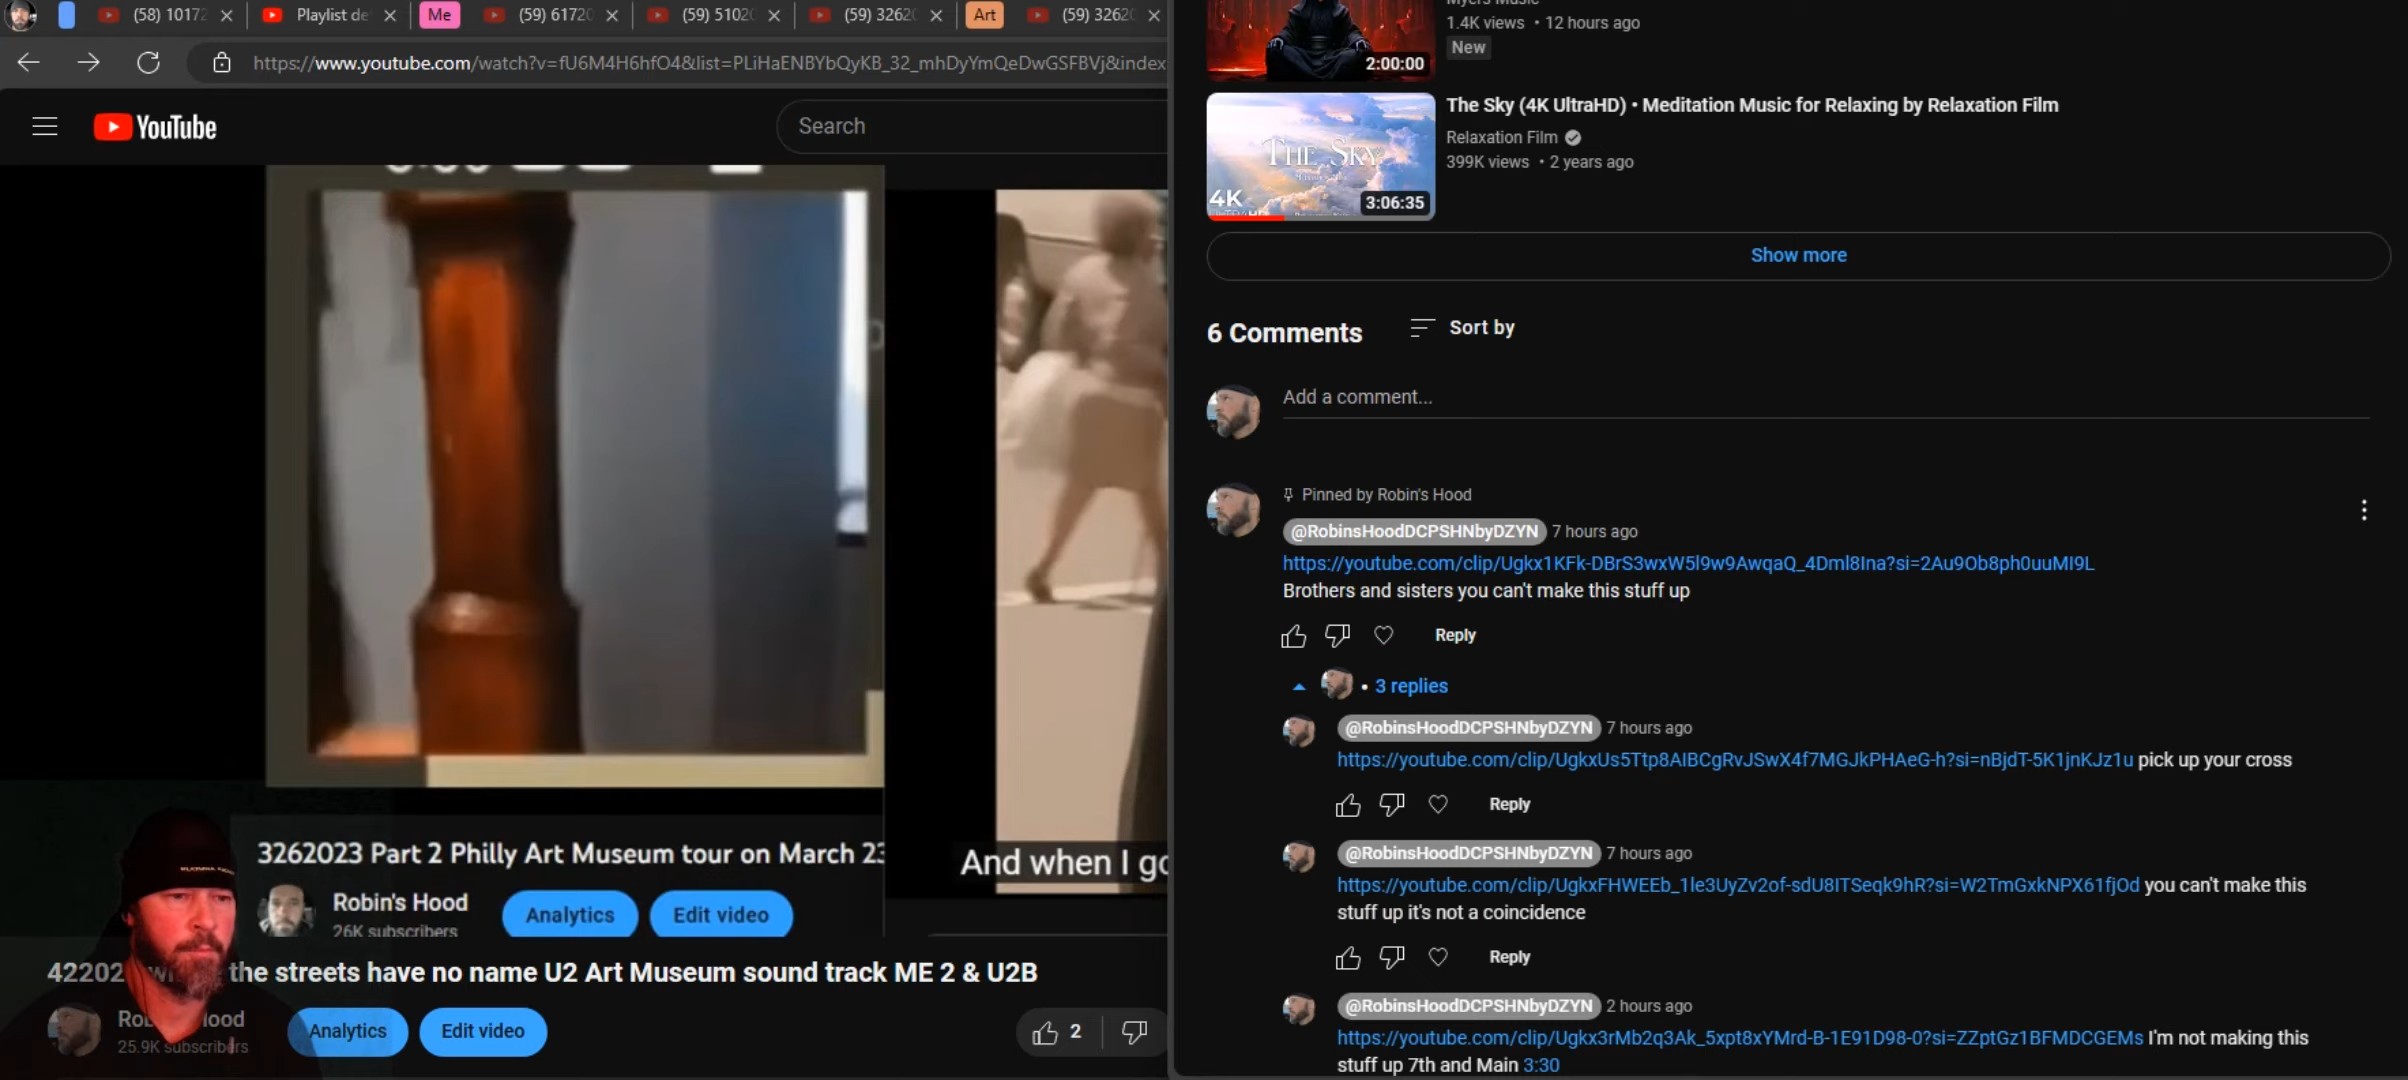 (58) 10172
Playlist de
Me
(59) 61720
(59) 51020
(59) 32620
Art
(59) 32620
https://www.youtube.com/watch?v=fU6M4H6hfO4&list=PLiHaENBYbQyKB_32_mhDyYmQeDwGSFBVj&index
YouTube
Search
And when I go
3262023 Part 2 Philly Art Museum tour on March 23
Robin's Hood
26K subscribers
Analytics
Edit video
the streets have no name U2 Art Museum sound track ME 2 & U2B
25.9K subscribers
Analytics
Edit video
2
1.4K views • 12 hours ago
New
2:00:00
The Sky (4K UltraHD) • Meditation Music for Relaxing by Relaxation Film
Relaxation Film
399K views • 2 years ago
THE SKY
4K
3:06:35
Show more
6 Comments
Sort by
Add a comment...
Pinned by Robin's Hood
@RobinsHoodDCPSHNbyDZYN 7 hours ago
https://youtube.com/clip/Ugkx1KFk-DBrS3wxW5l9w9AwqaQ_4Dml8Ina?si=2Au9Ob8ph0uuMI9L
Brothers and sisters you can't make this stuff up
Reply
• 3 replies
@RobinsHoodDCPSHNbyDZYN 7 hours ago
https://youtube.com/clip/UgkxUs5Ttp8AIBCgRvJSwX4f7MGJkPHAeG-h?si=nBjdT-5K1jnKJz1u pick up your cross
Reply
@RobinsHoodDCPSHNbyDZYN 7 hours ago
https://youtube.com/clip/UgkxFHWEEb_1le3UyZv2of-sdU8ITSeqk9hR?si=W2TmGxkNPX61fjOd you can't make this
stuff up it's not a coincidence
Reply
@RobinsHoodDCPSHNbyDZYN 2 hours ago
https://youtube.com/clip/Ugkx3rMb2q3Ak_5xpt8xYMrd-B-1E91D98-0?si=ZZptGz1BFMDCGEMs I'm not making this
stuff up 7th and Main 3:30